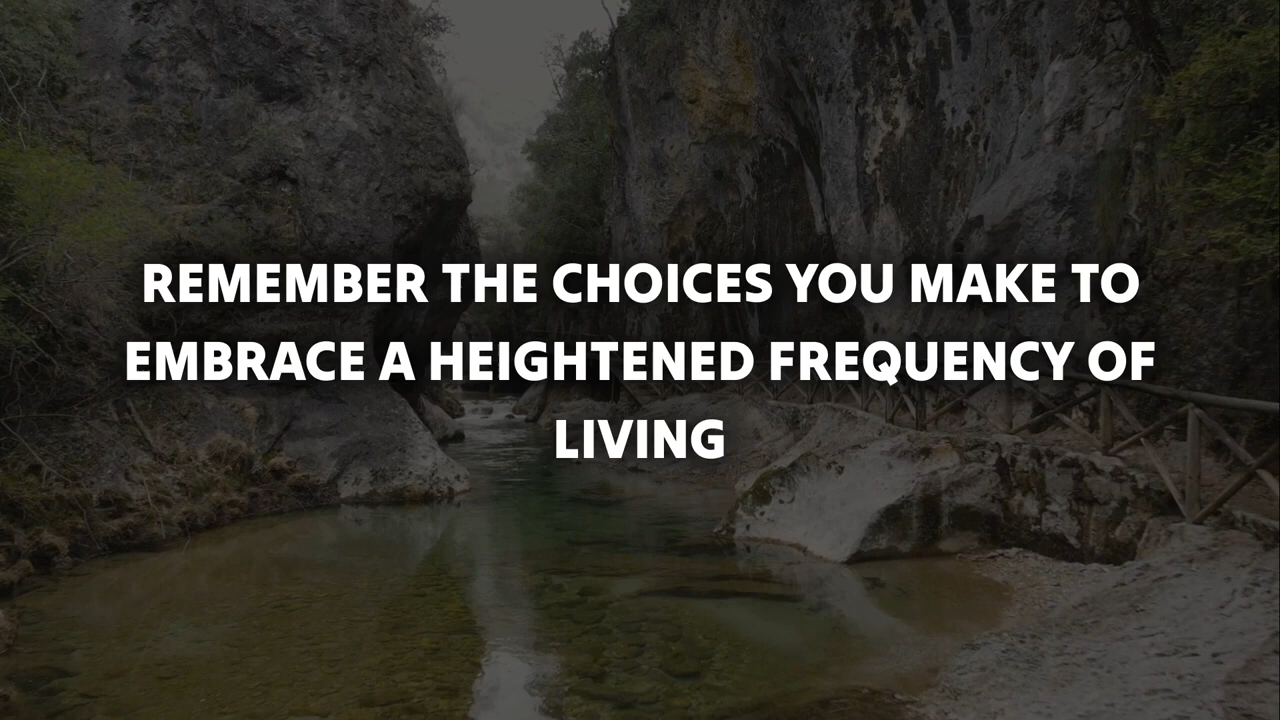 REMEMBER THE CHOICES YOU MAKE TO
EMBRACE A HEIGHTENED FREQUENCY OF
LIVING